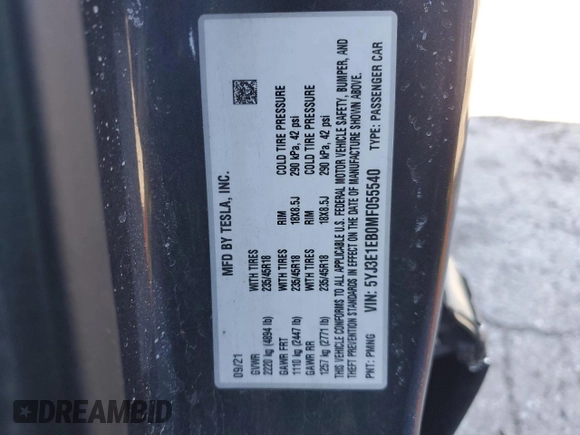 09/21 MFD BY TESLA, INC.
GVWR WITH TIRES RIM COLD TIRE PRESSURE
2220 kg (4894 lb) 235/45R18 18X8.5J 290 kPa, 42 psi
GAWR FRT WITH TIRES RIM COLD TIRE PRESSURE
1110 kg (2447 lb) 235/45R18 18X8.5J 290 kPa, 42 psi
GAWR RR WITH TIRES RIM COLD TIRE PRESSURE
1257 kg (2771 lb) 235/45R18 18X8.5J 290 kPa, 42 psi
THIS VEHICLE CONFORMS TO ALL APPLICABLE U.S. FEDERAL MOTOR VEHICLE SAFETY, BUMPER, AND
THEFT PREVENTION STANDARDS IN EFFECT ON THE DATE OF MANUFACTURE SHOWN ABOVE.
VIN: 5YJ3E1EB0MF055540
PNT: PMNG TYPE: PASSENGER CAR
DREAMBID